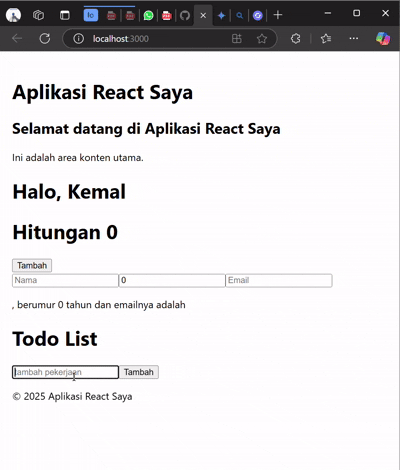 localhost:3000
Aplikasi React Saya
Selamat datang di Aplikasi React Saya
Ini adalah area konten utama.
Halo, Kemal
Hitungan 0
Tambah
Nama 0 Email
, berumur 0 tahun dan emailnya adalah
Todo List
Tambah pekerjaan Tambah
© 2025 Aplikasi React Saya